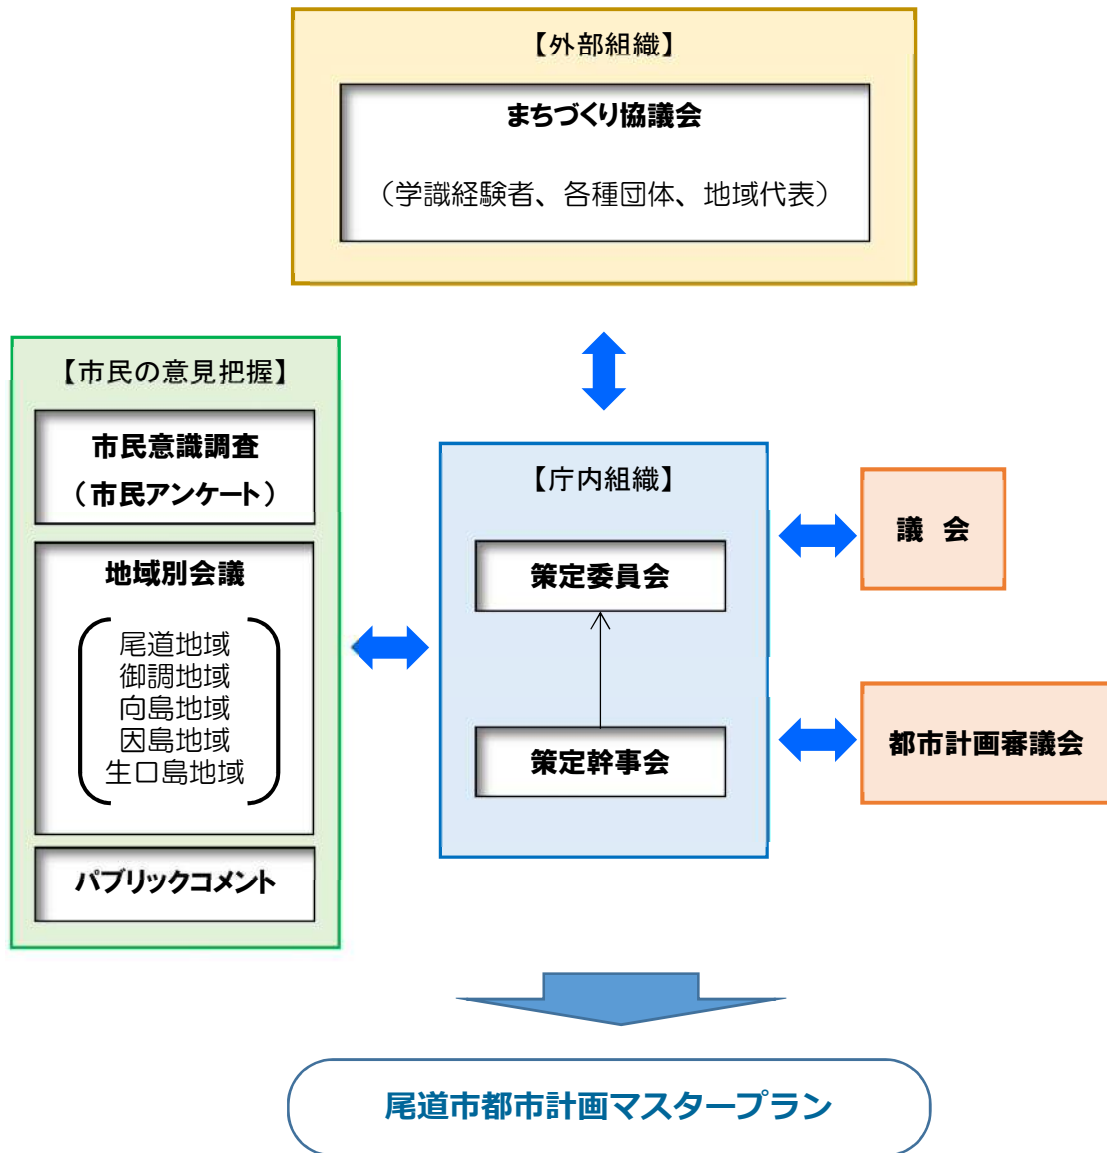 【外部組織】
まちづくり協議会
（学識経験者、各種団体、地域代表）
【市民の意見把握】
市民意識調査
（市民アンケート）
地域別会議
尾道地域
御調地域
向島地域
因島地域
生口島地域
パブリックコメント
【庁内組織】
策定委員会
策定幹事会
議　会
都市計画審議会
尾道市都市計画マスタープラン